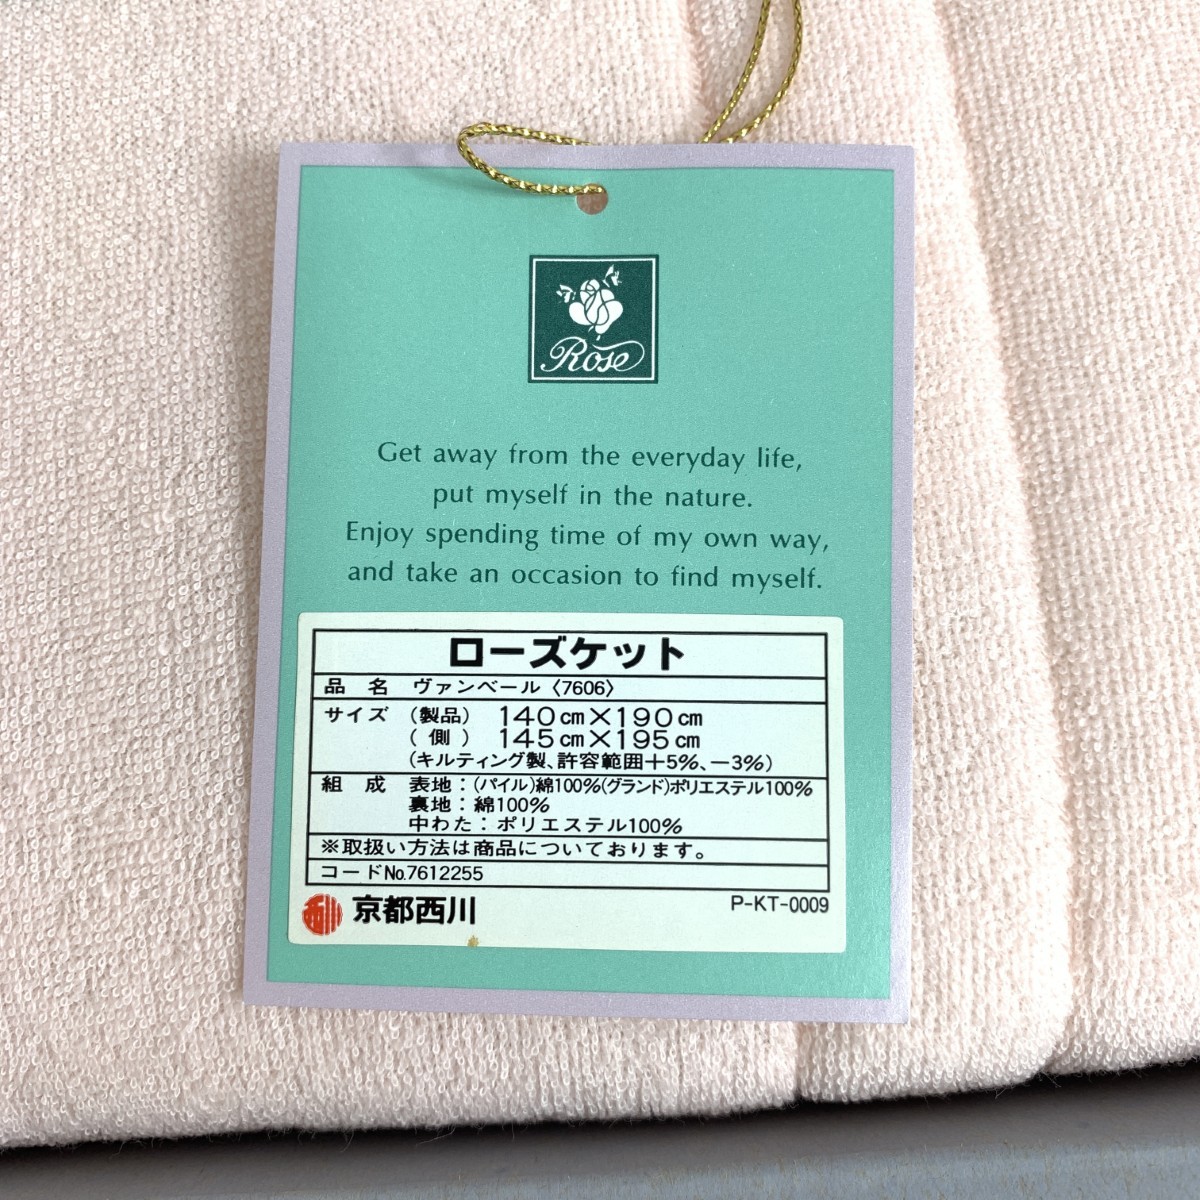 Rose
Get away from the everyday life,
put myself in the nature.
Enjoy spending time of my own way,
and take an occasion to find myself.
ローズケット
品名 ヴァンベール〈7606〉
サイズ (製品) 140cm×190cm
(側) 145cm×195cm
(キルティング製、許容範囲+5%、-3%)
組成 表地:(パイル)綿100%(グランド)ポリエステル100%
裏地:綿100%
中わた:ポリエステル100%
※取扱い方法は商品についております。
コードNo.7612255
西川 京都西川 P-KT-0009